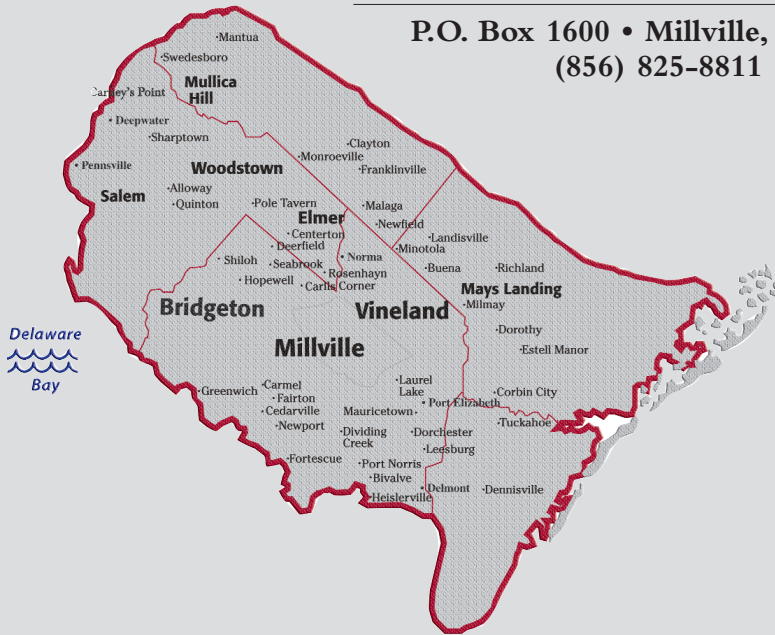 P.O. Box 1600 • Millville,
(856) 825-8811
·Mantua
·Swedesboro
Mullica
Hill
Carney's Point
• Deepwater
·Sharptown
·Clayton
·Monroeville
·Franklinville
• Pennsville
Woodstown
Salem
·Alloway
·Quinton
·Pole Tavern
·Malaga
Elmer
·Newfield
·Centerton
·Landisville
·Deerfield
·Minotola
·Shiloh
• Norma
·Seabrook
·Buena
·Richland
·Rosenhayn
·Hopewell
·Carlls Corner
Mays Landing
Bridgeton
Vineland
·Milmay
Delaware
Bay
·Dorothy
Millville
·Estell Manor
·Laurel
Lake
·Greenwich
·Carmel
·Fairton
·Corbin City
• Port Elizabeth
·Cedarville
Mauricetown·
·Newport
·Tuckahoe
·Dividing
Creek
·Dorchester
·Leesburg
·Fortescue
·Port Norris
·Bivalve
• Delmont
·Dennisville
·Heislerville